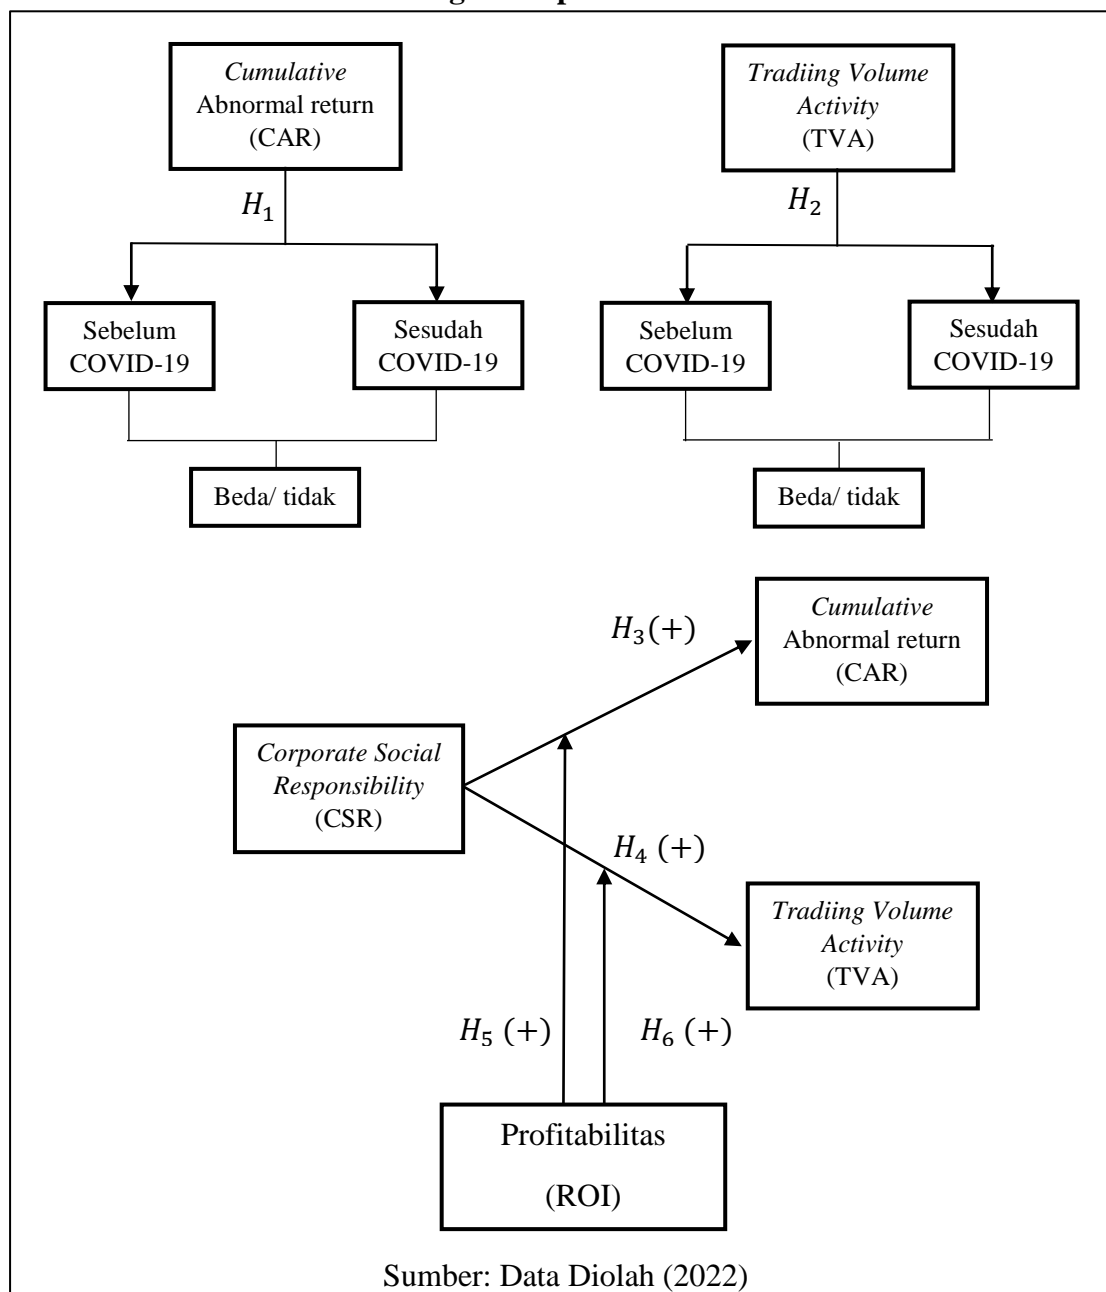 Cumulative
Abnormal return
(CAR)
Tradiing Volume
Activity
(TVA)
H₁
H₂
Sebelum
COVID-19
Sesudah
COVID-19
Sebelum
COVID-19
Sesudah
COVID-19
Beda/ tidak
Beda/ tidak
H₃(+)
Cumulative
Abnormal return
(CAR)
Corporate Social
Responsibility
(CSR)
H₄ (+)
Tradiing Volume
Activity
(TVA)
H₅ (+)
H₆ (+)
Profitabilitas
(ROI)
Sumber: Data Diolah (2022)